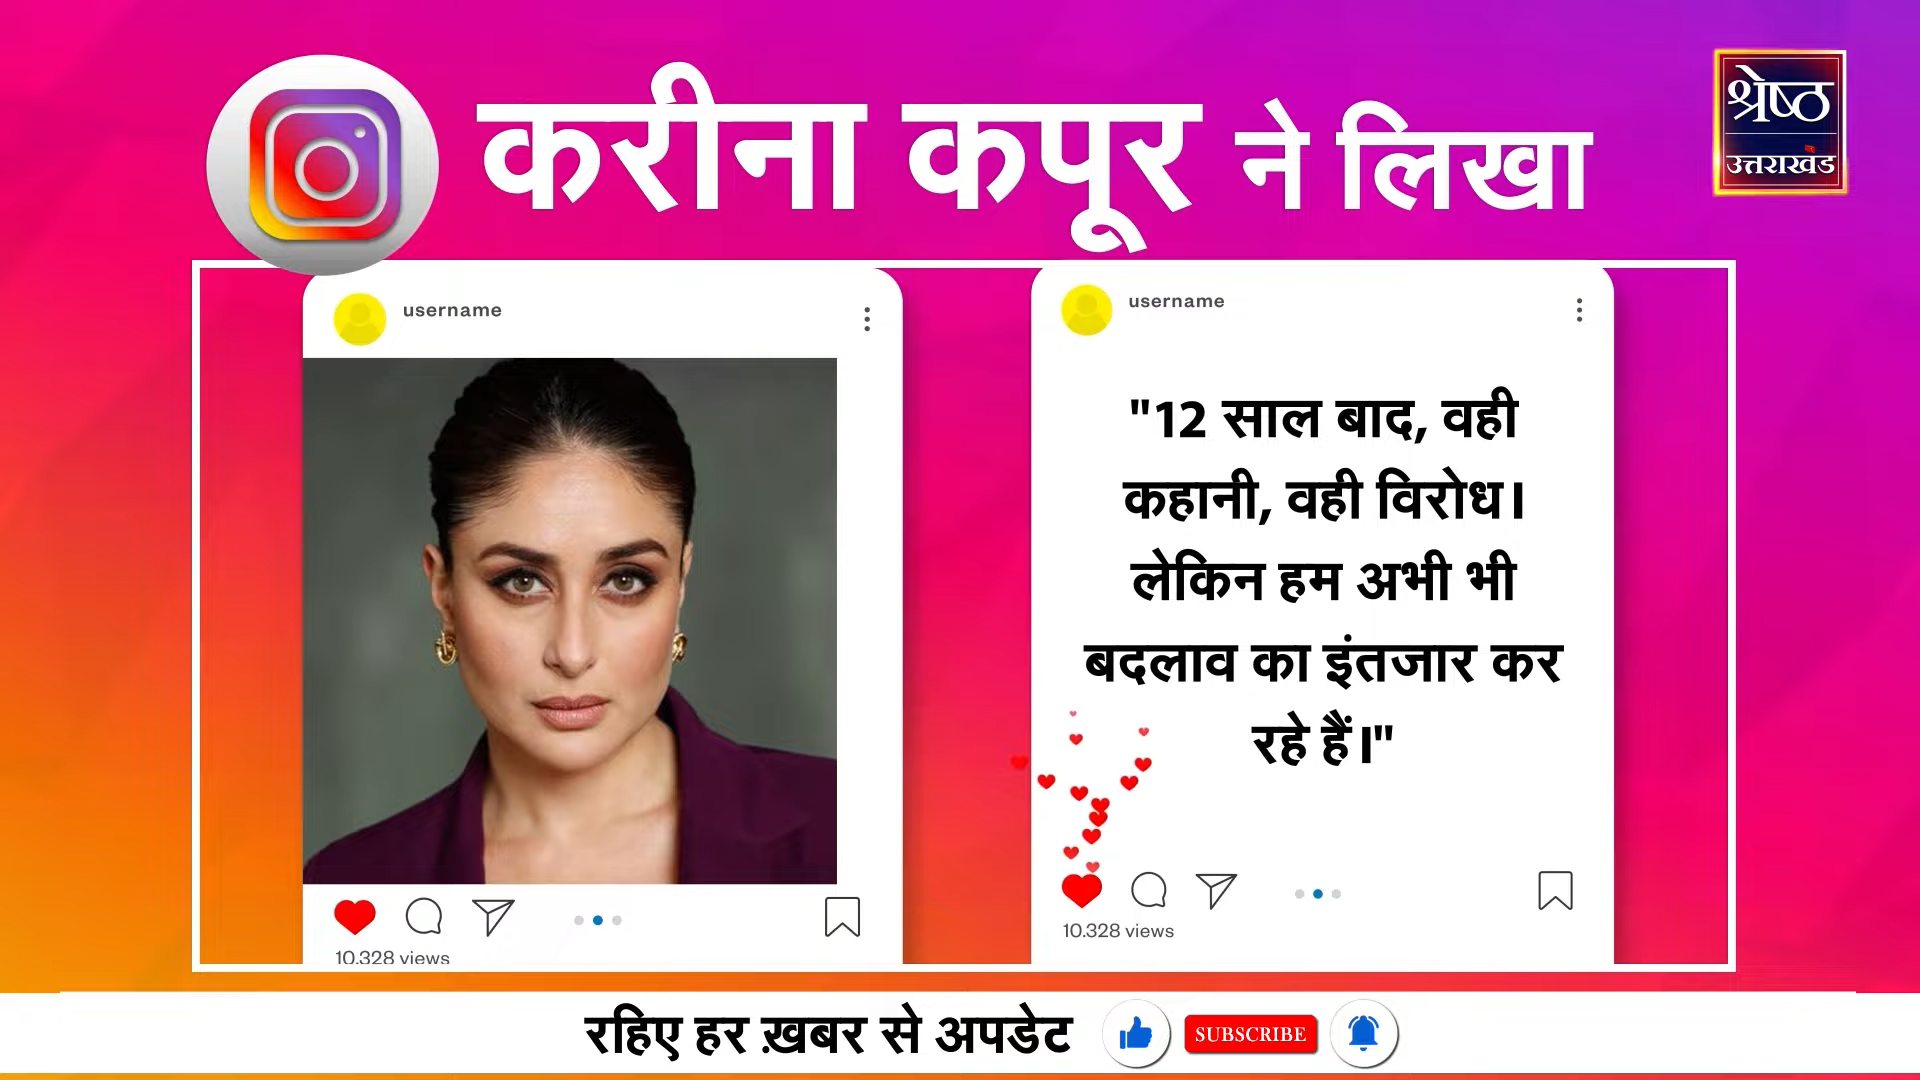 करीना कपूर ने लिखा
श्रेष्ठ
उत्तराखंड
username
10.328 views
username
"12 साल बाद, वही
कहानी, वही विरोध।
लेकिन हम अभी भी
बदलाव का इंतजार कर
रहे हैं।"
10.328 views
रहिए हर ख़बर से अपडेट
SUBSCRIBE